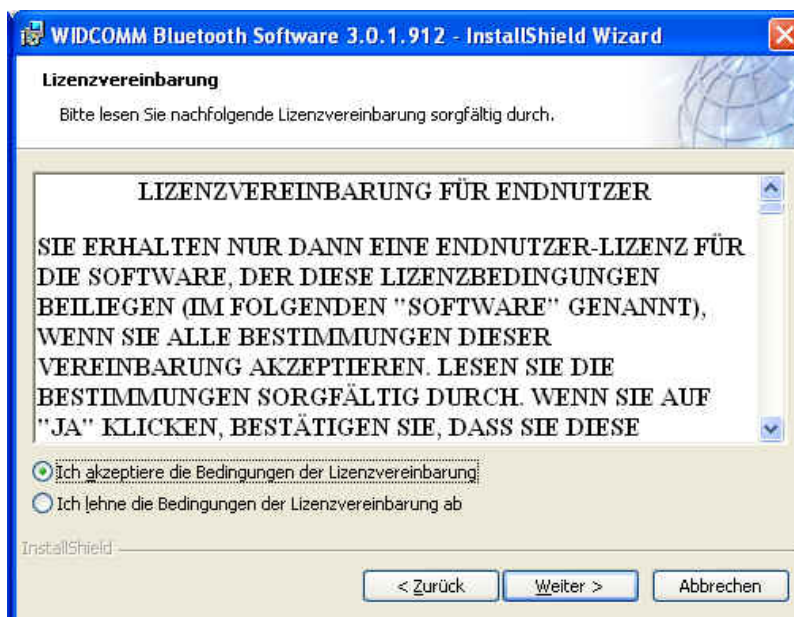 WIDCOMM Bluetooth Software 3.0.1.912 - InstallShield Wizard
Lizenzvereinbarung
Bitte lesen Sie nachfolgende Lizenzvereinbarung sorgfältig durch.
LIZENZVEREINBARUNG FÜR ENDNUTZER
SIE ERHALTEN NUR DANN EINE ENDNUTZER-LIZENZ FÜR
DIE SOFTWARE, DER DIESE LIZENZBEDINGUNGEN
BEILIEGEN (IM FOLGENDEN "SOFTWARE" GENANNT),
WENN SIE ALLE BESTIMMUNGEN DIESER
VEREINBARUNG AKZEPTIEREN. LESEN SIE DIE
BESTIMMUNGEN SORGFÄLTIG DURCH. WENN SIE AUF
"JA" KLICKEN, BESTÄTIGEN SIE, DASS SIE DIESE
Ich akzeptiere die Bedingungen der Lizenzvereinbarung
Ich lehne die Bedingungen der Lizenzvereinbarung ab
InstallShield
< Zurück
Weiter >
Abbrechen